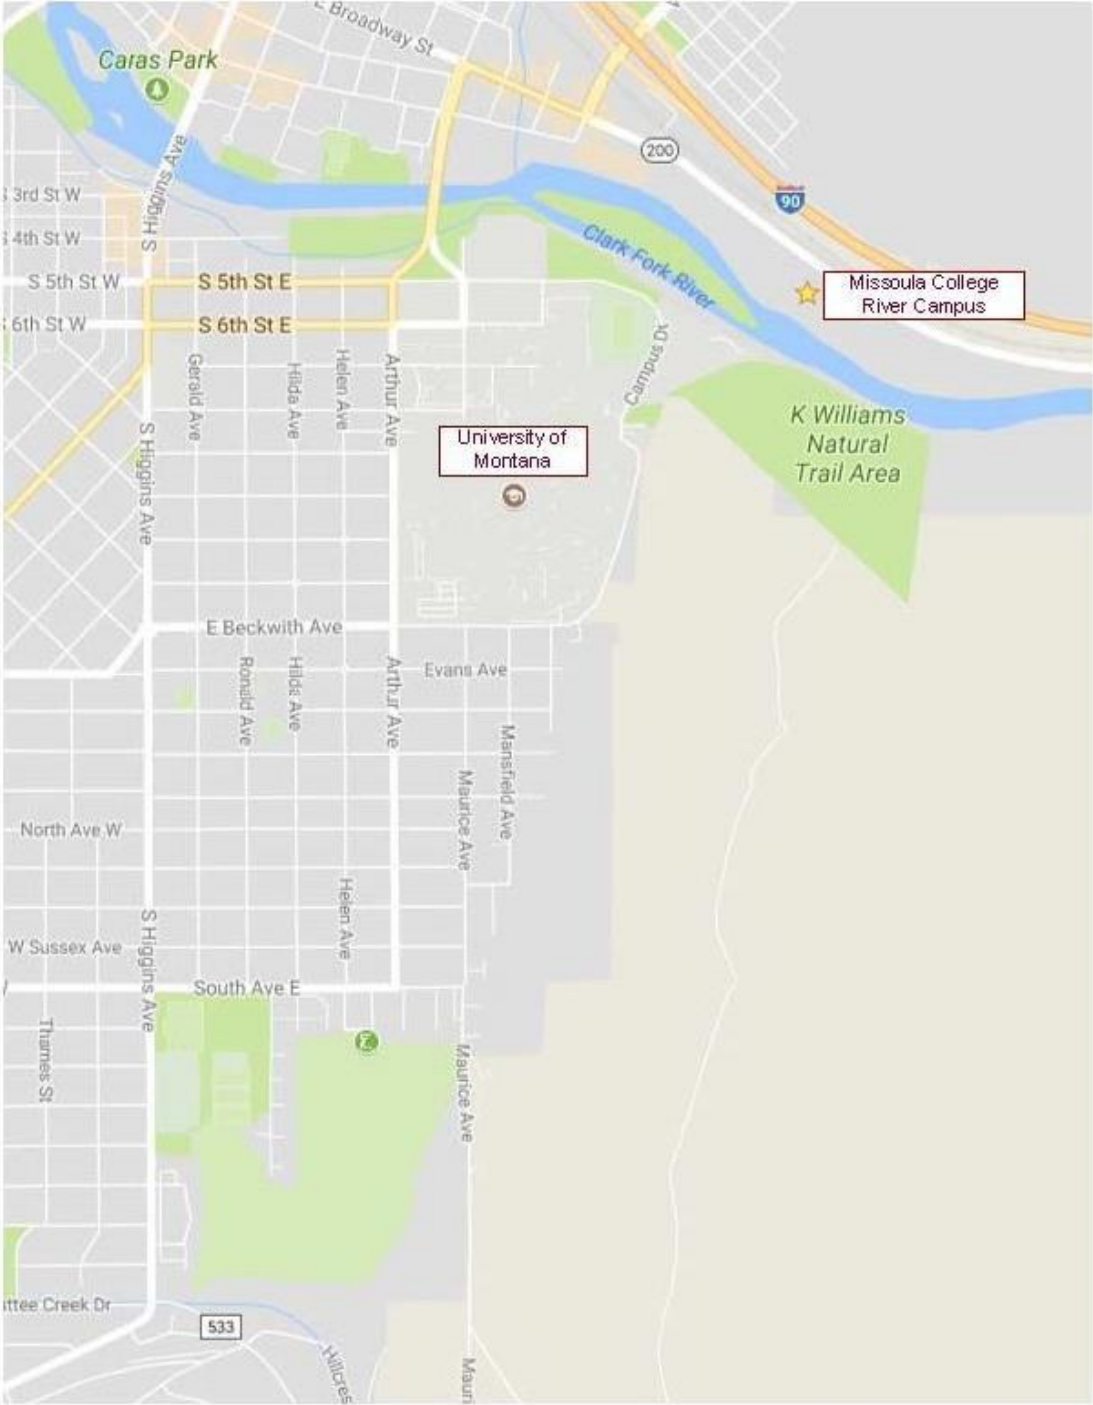 E Broadway St
Caras Park
200
S Higgins Ave
90
S 3rd St W
S 4th St W
Clark Fork River
S 5th St W
S 5th St E
Missoula College
River Campus
S 6th St W
S 6th St E
Gerald Ave
Hilda Ave
Helen Ave
Arthur Ave
Campus Dr
K Williams
Natural
Trail Area
S Higgins Ave
University of
Montana
E Beckwith Ave
Ronald Ave
Hilda Ave
Arthur Ave
Evans Ave
Mansfield Ave
Maurice Ave
North Ave W
Helen Ave
W Sussex Ave
S Higgins Ave
South Ave E
Thames St
Maurice Ave
attee Creek Dr
533
Hillcres
Mauri